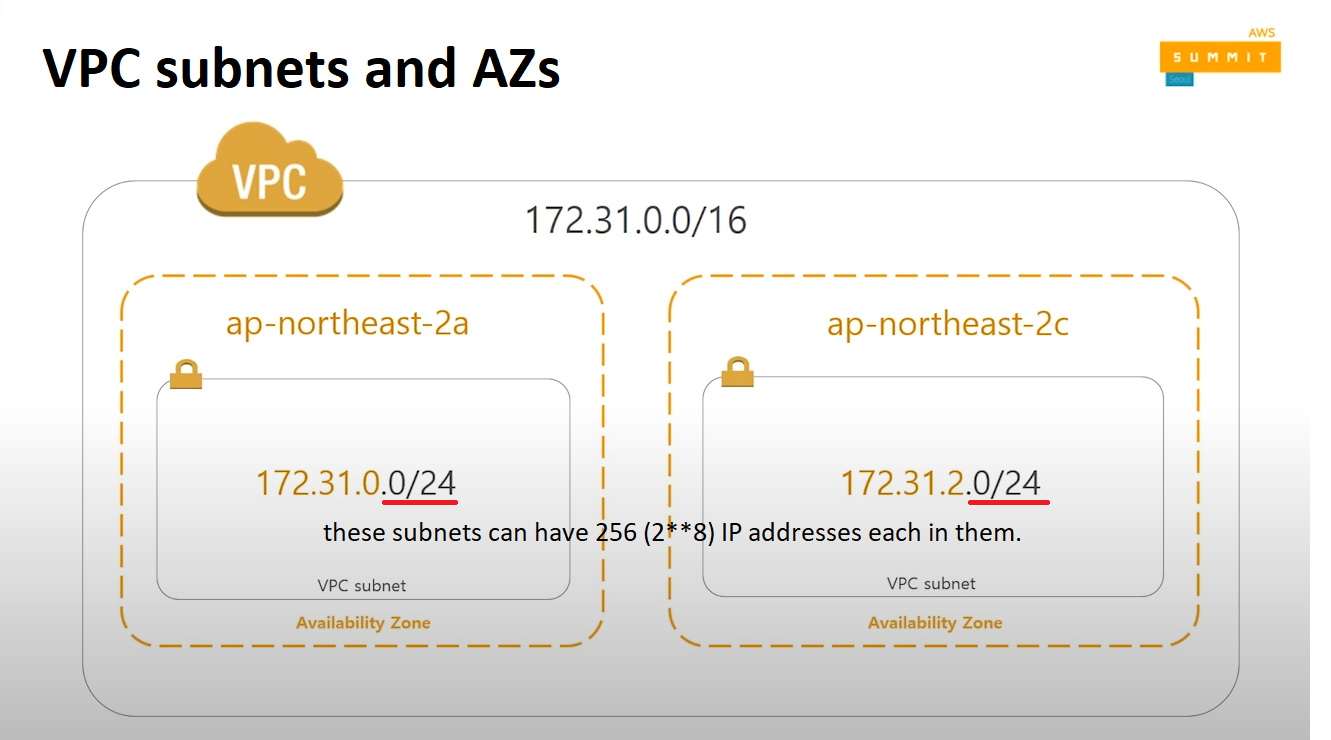 VPC subnets and AZs
AWS
SUMMIT
Seoul
VPC
172.31.0.0/16
ap-northeast-2a
172.31.0.0/24
ap-northeast-2c
172.31.2.0/24
these subnets can have 256 (2**8) IP addresses each in them.
VPC subnet
Availability Zone
VPC subnet
Availability Zone